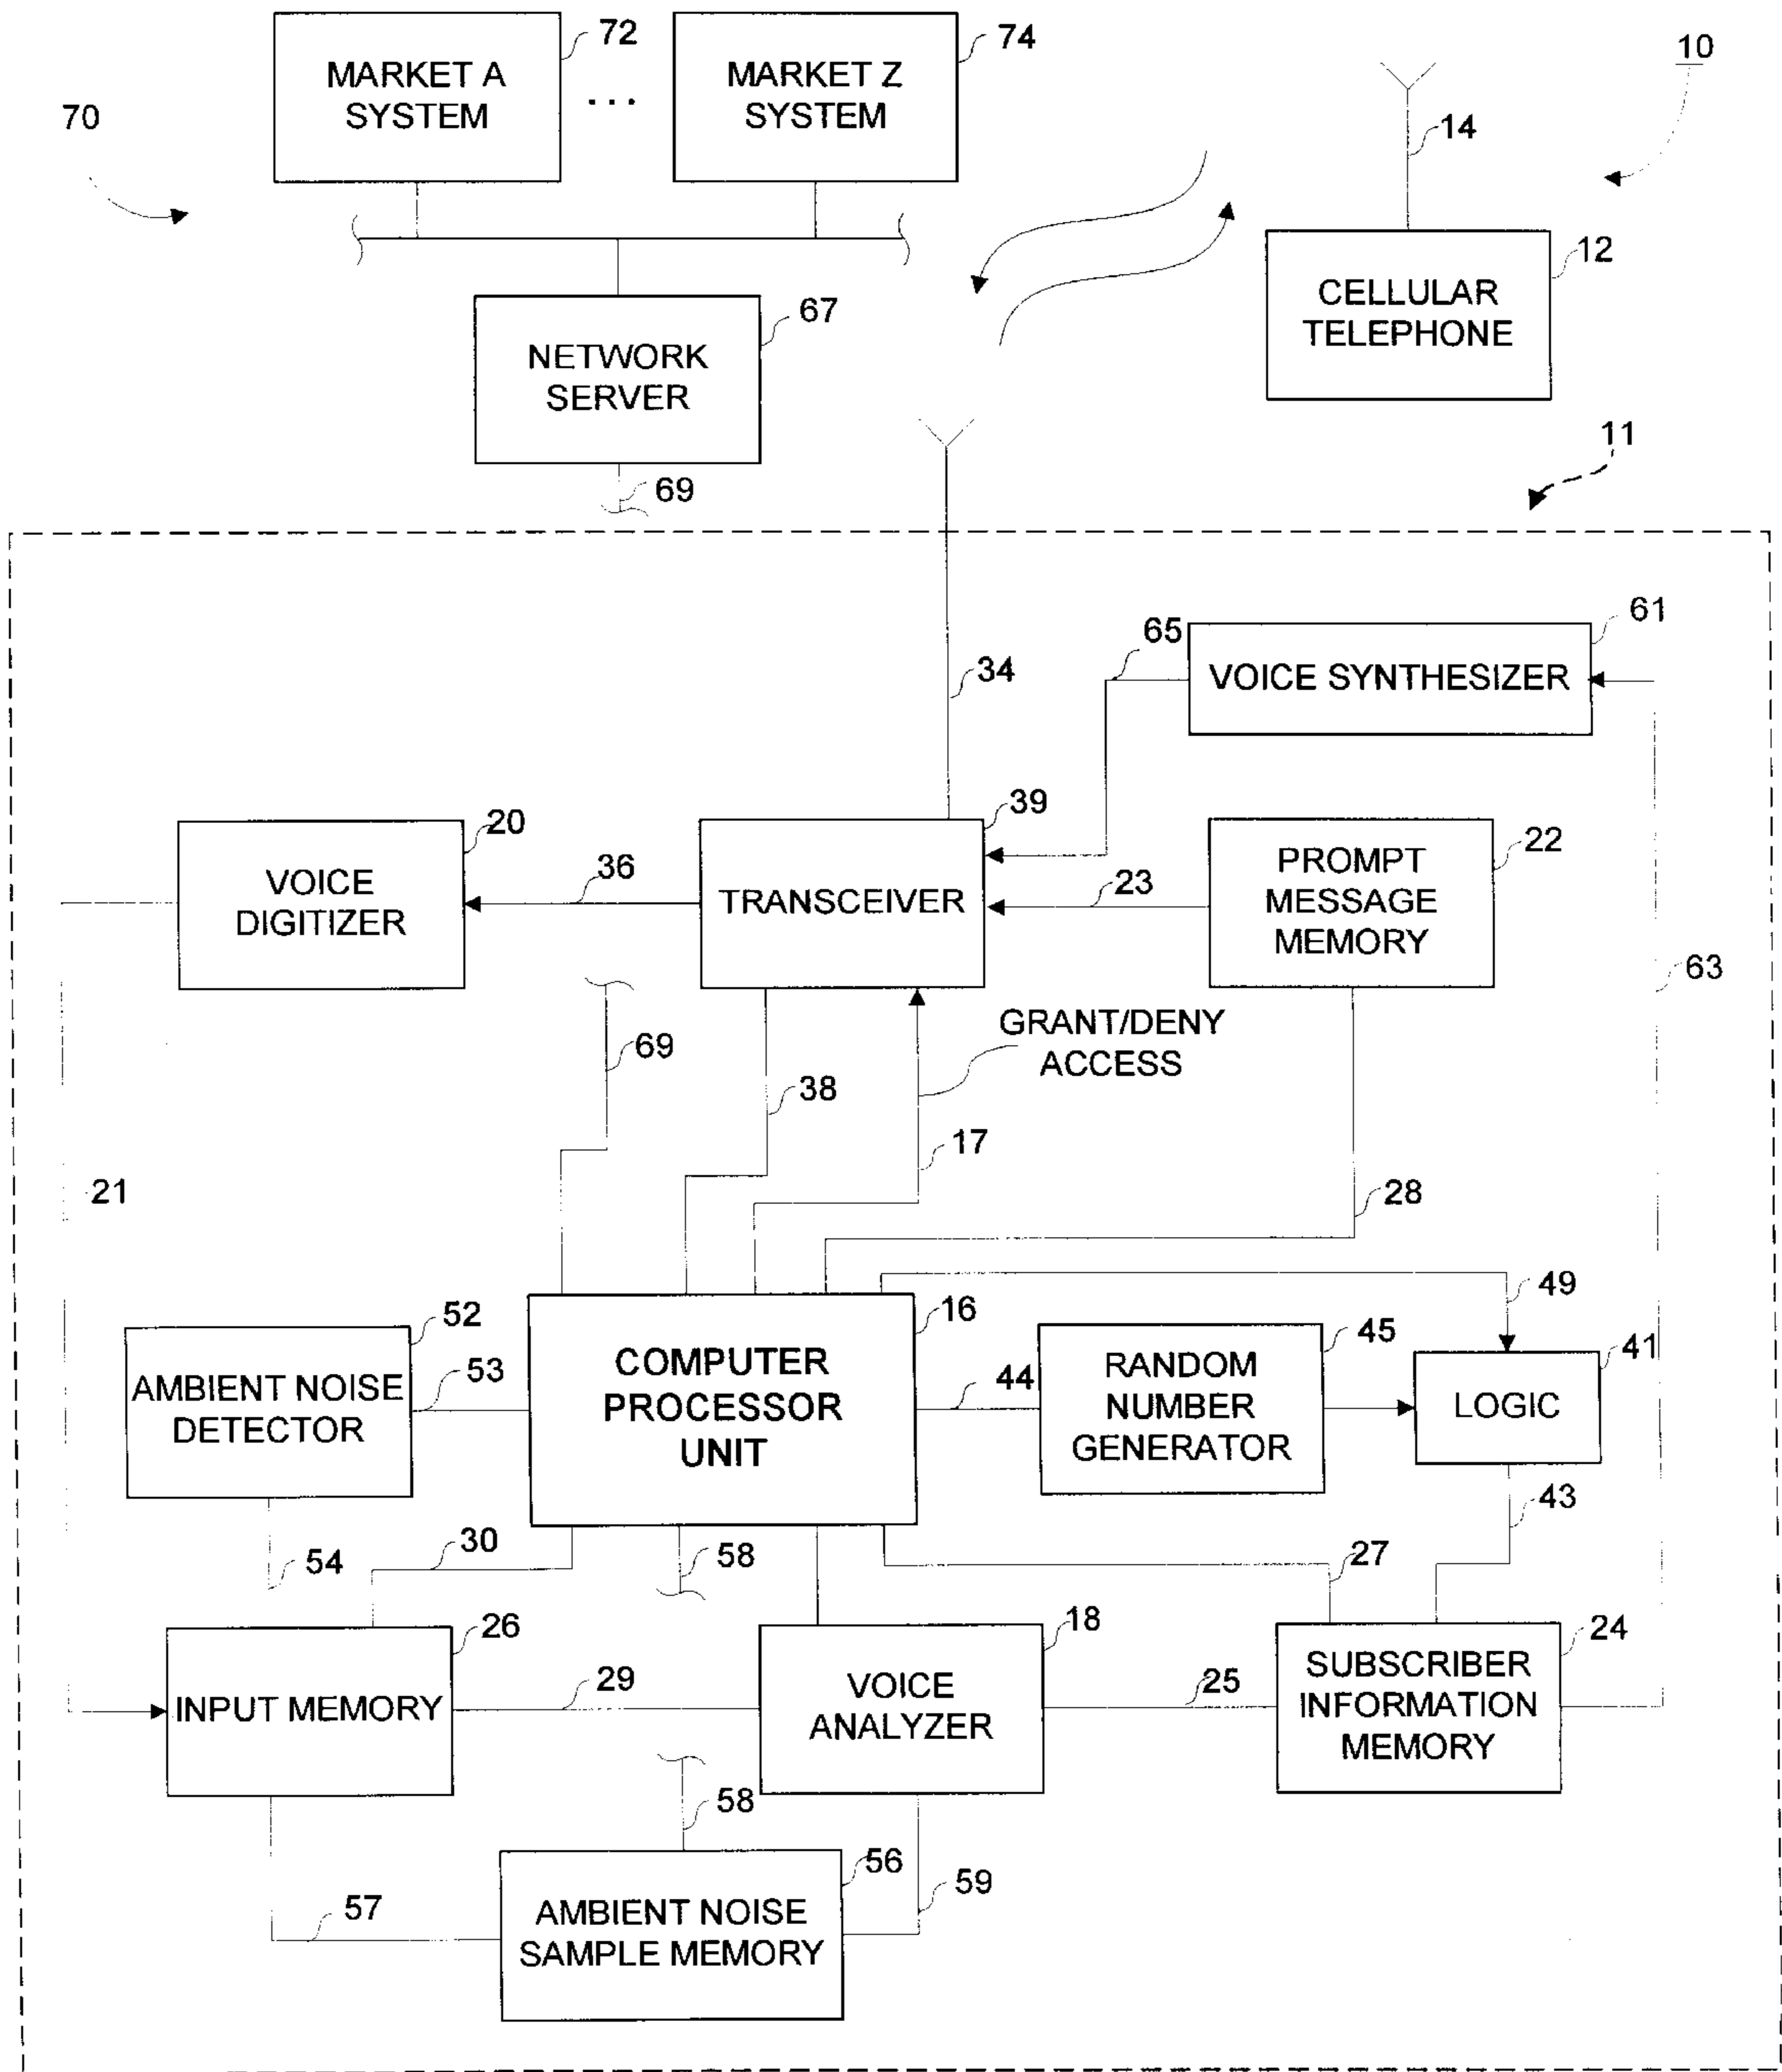 72
74
10
MARKET A
SYSTEM
...
MARKET Z
SYSTEM
70
14
12
CELLULAR
TELEPHONE
67
NETWORK
SERVER
11
69
61
65
VOICE SYNTHESIZER
34
39
20
22
VOICE
DIGITIZER
36
TRANSCEIVER
23
PROMPT
MESSAGE
MEMORY
63
GRANT/DENY
ACCESS
69
38
17
21
28
49
52
16
45
41
AMBIENT NOISE
DETECTOR
53
COMPUTER
PROCESSOR
UNIT
44
RANDOM
NUMBER
GENERATOR
LOGIC
43
54
30
58
27
26
18
24
INPUT MEMORY
29
VOICE
ANALYZER
25
SUBSCRIBER
INFORMATION
MEMORY
58
56
59
57
AMBIENT NOISE
SAMPLE MEMORY